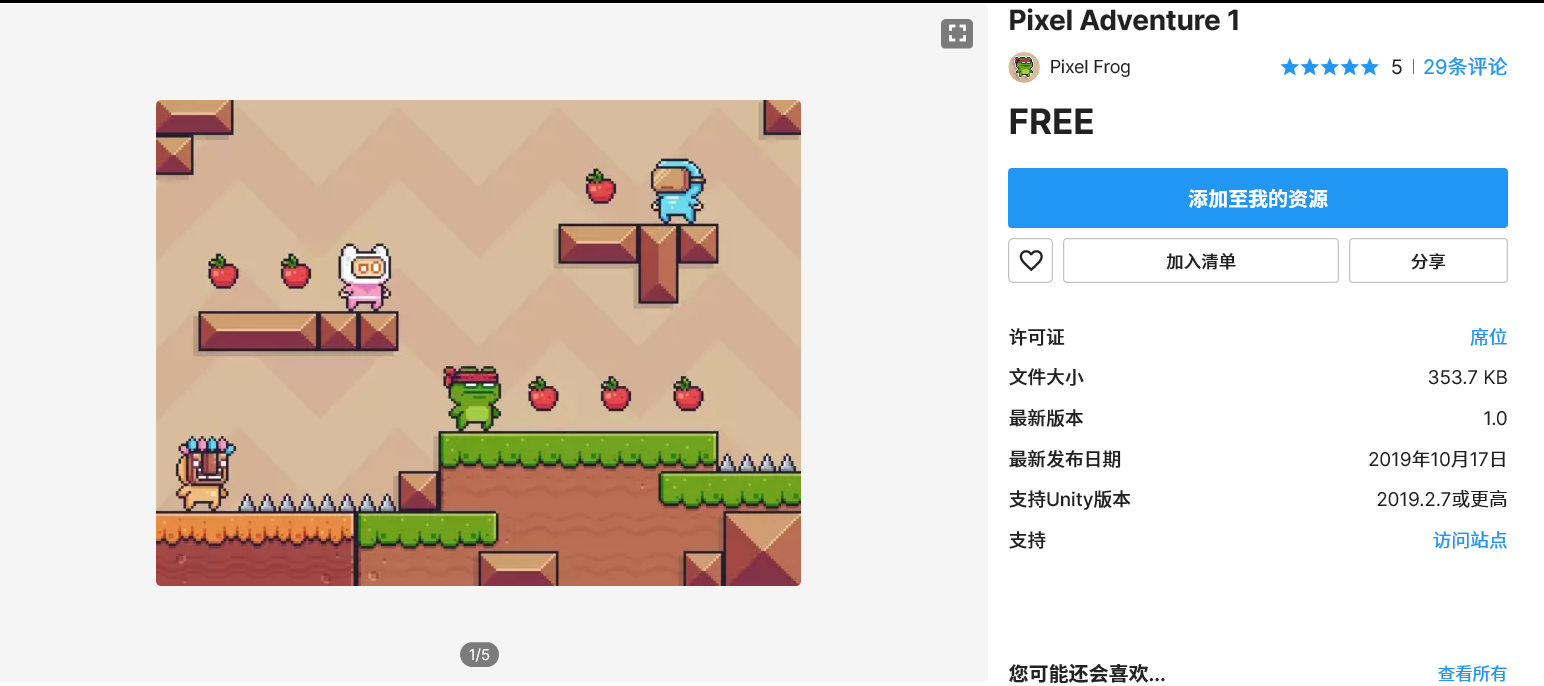 Pixel Adventure 1
Pixel Frog
5 | 29条评论
FREE
添加至我的资源
加入清单
分享
许可证 席位
文件大小 353.7 KB
最新版本 1.0
最新发布日期 2019年10月17日
支持Unity版本 2019.2.7或更高
支持 访问站点
1/5
您可能还会喜欢... 查看所有